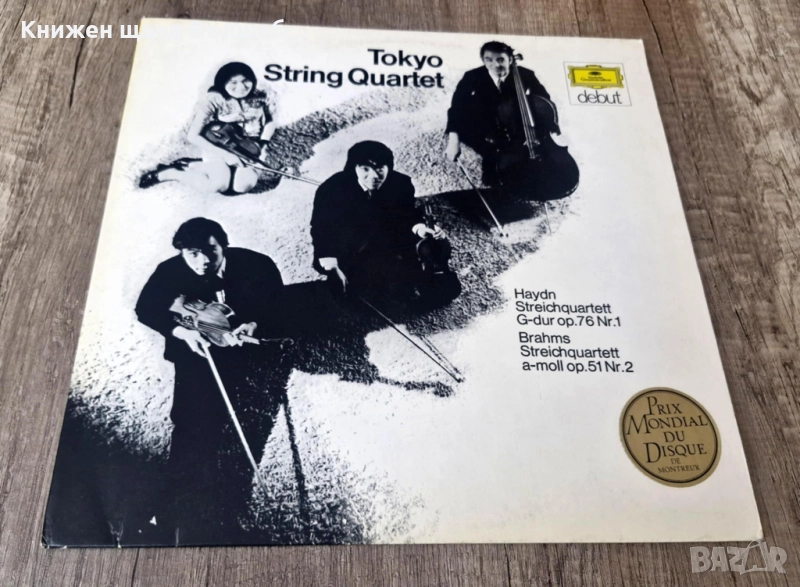 Книжен ш
Tokyo
String Quartet
debut
Haydn
Streichquartett
G-dur op.76 Nr.1
Brahms
Streichquartett
a-moll op.51 Nr.2
PRIX
MONDIAL
DU
DISQUE
DE
MONTREUX
BAZAR